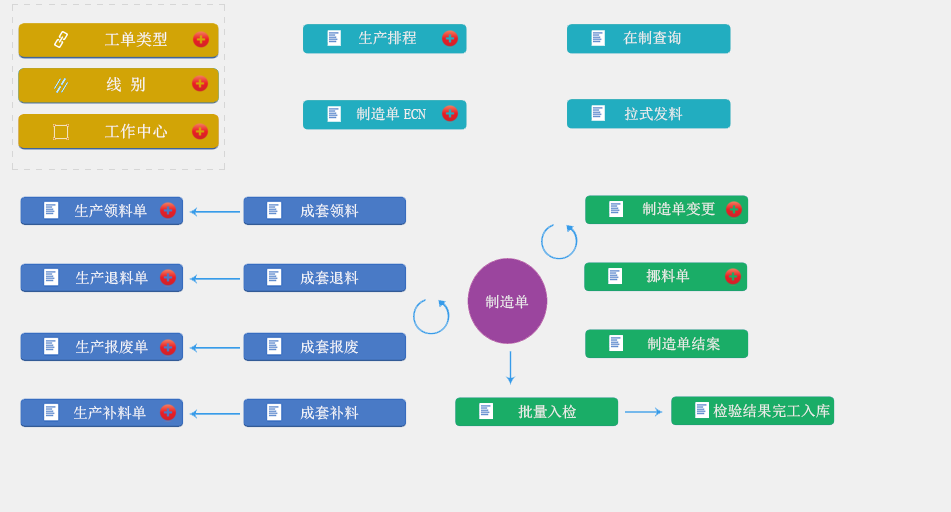 工单类型
生产排程
在制查询
线 别
制造单ECN
拉式发料
工作中心
生产领料单
成套领料
制造单变更
生产退料单
成套退料
挪料单
制造单
生产报废单
成套报废
制造单结案
生产补料单
成套补料
批量入检
检验结果完工入库